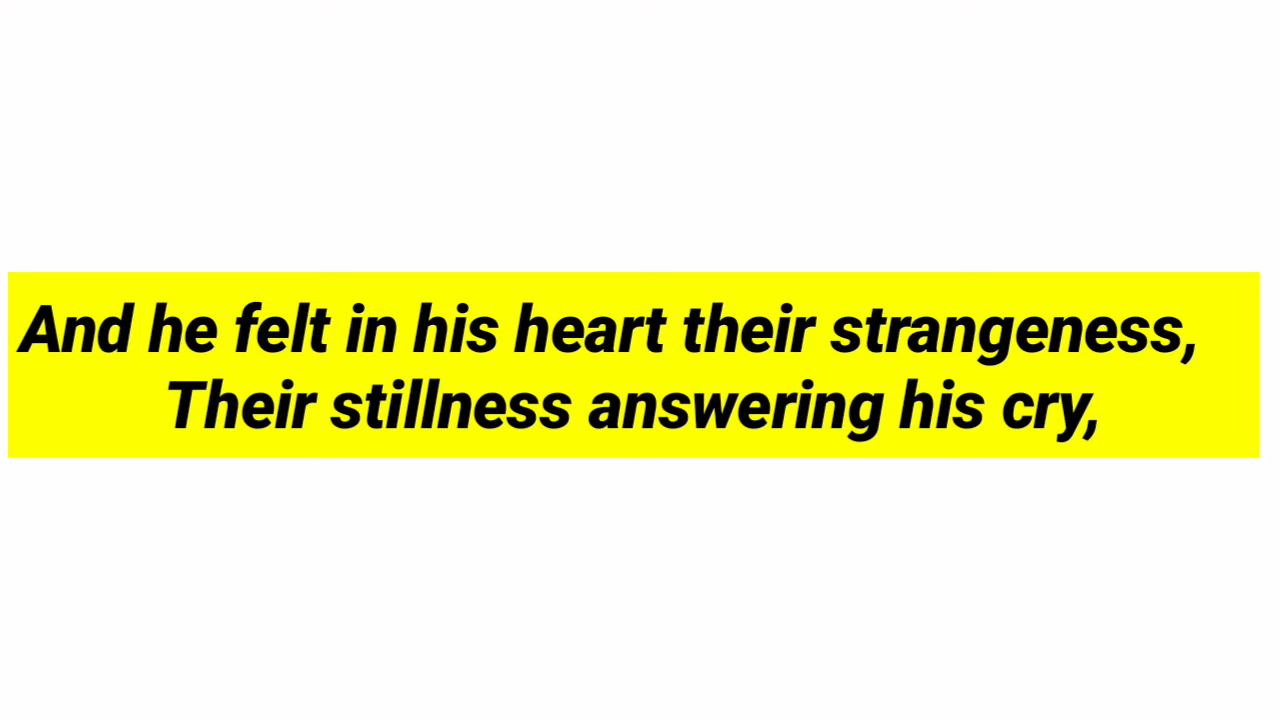 And he felt in his heart their strangeness,
Their stillness answering his cry,